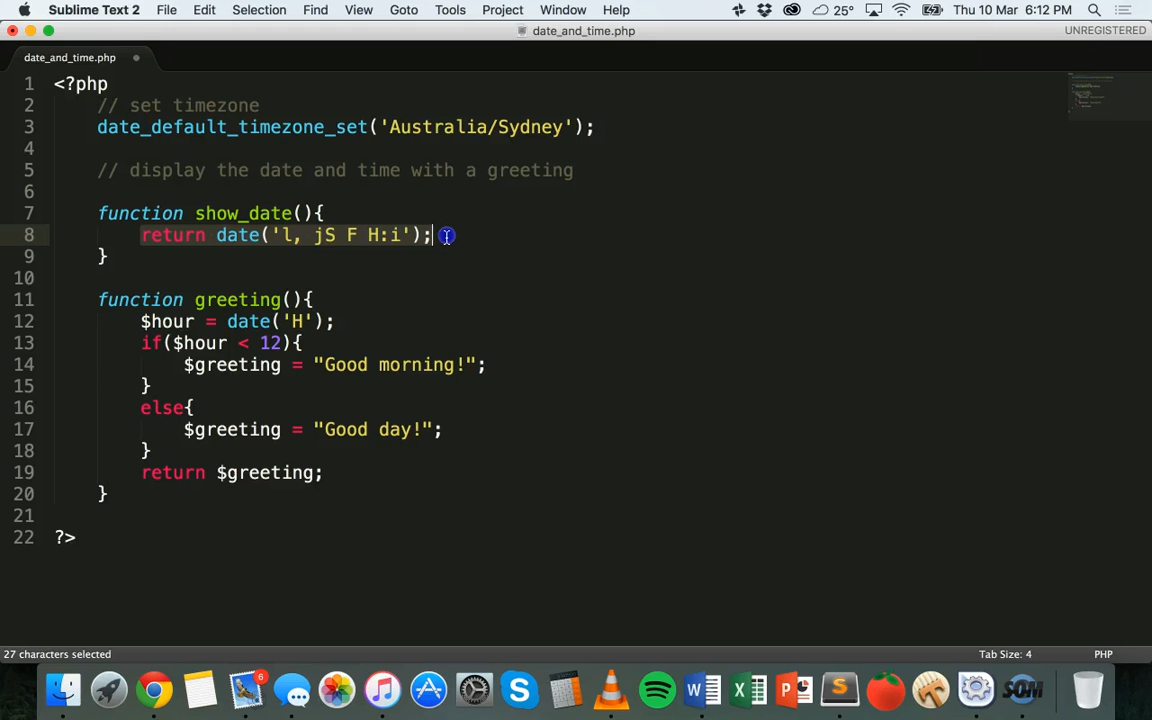 Sublime Text 2 File Edit Selection Find View Goto Tools Project Window Help 25° Thu 10 Mar 6:12 PM
date_and_time.php UNREGISTERED
date_and_time.php
1 <?php
2 // set timezone
3 date_default_timezone_set('Australia/Sydney');
4
5 // display the date and time with a greeting
6
7 function show_date(){
8 return date('l, jS F H:i');
9 }
10
11 function greeting(){
12 $hour = date('H');
13 if($hour < 12){
14 $greeting = "Good morning!";
15 }
16 else{
17 $greeting = "Good day!";
18 }
19 return $greeting;
20 }
21
22 ?>
27 characters selected Tab Size: 4 PHP
6
SOM